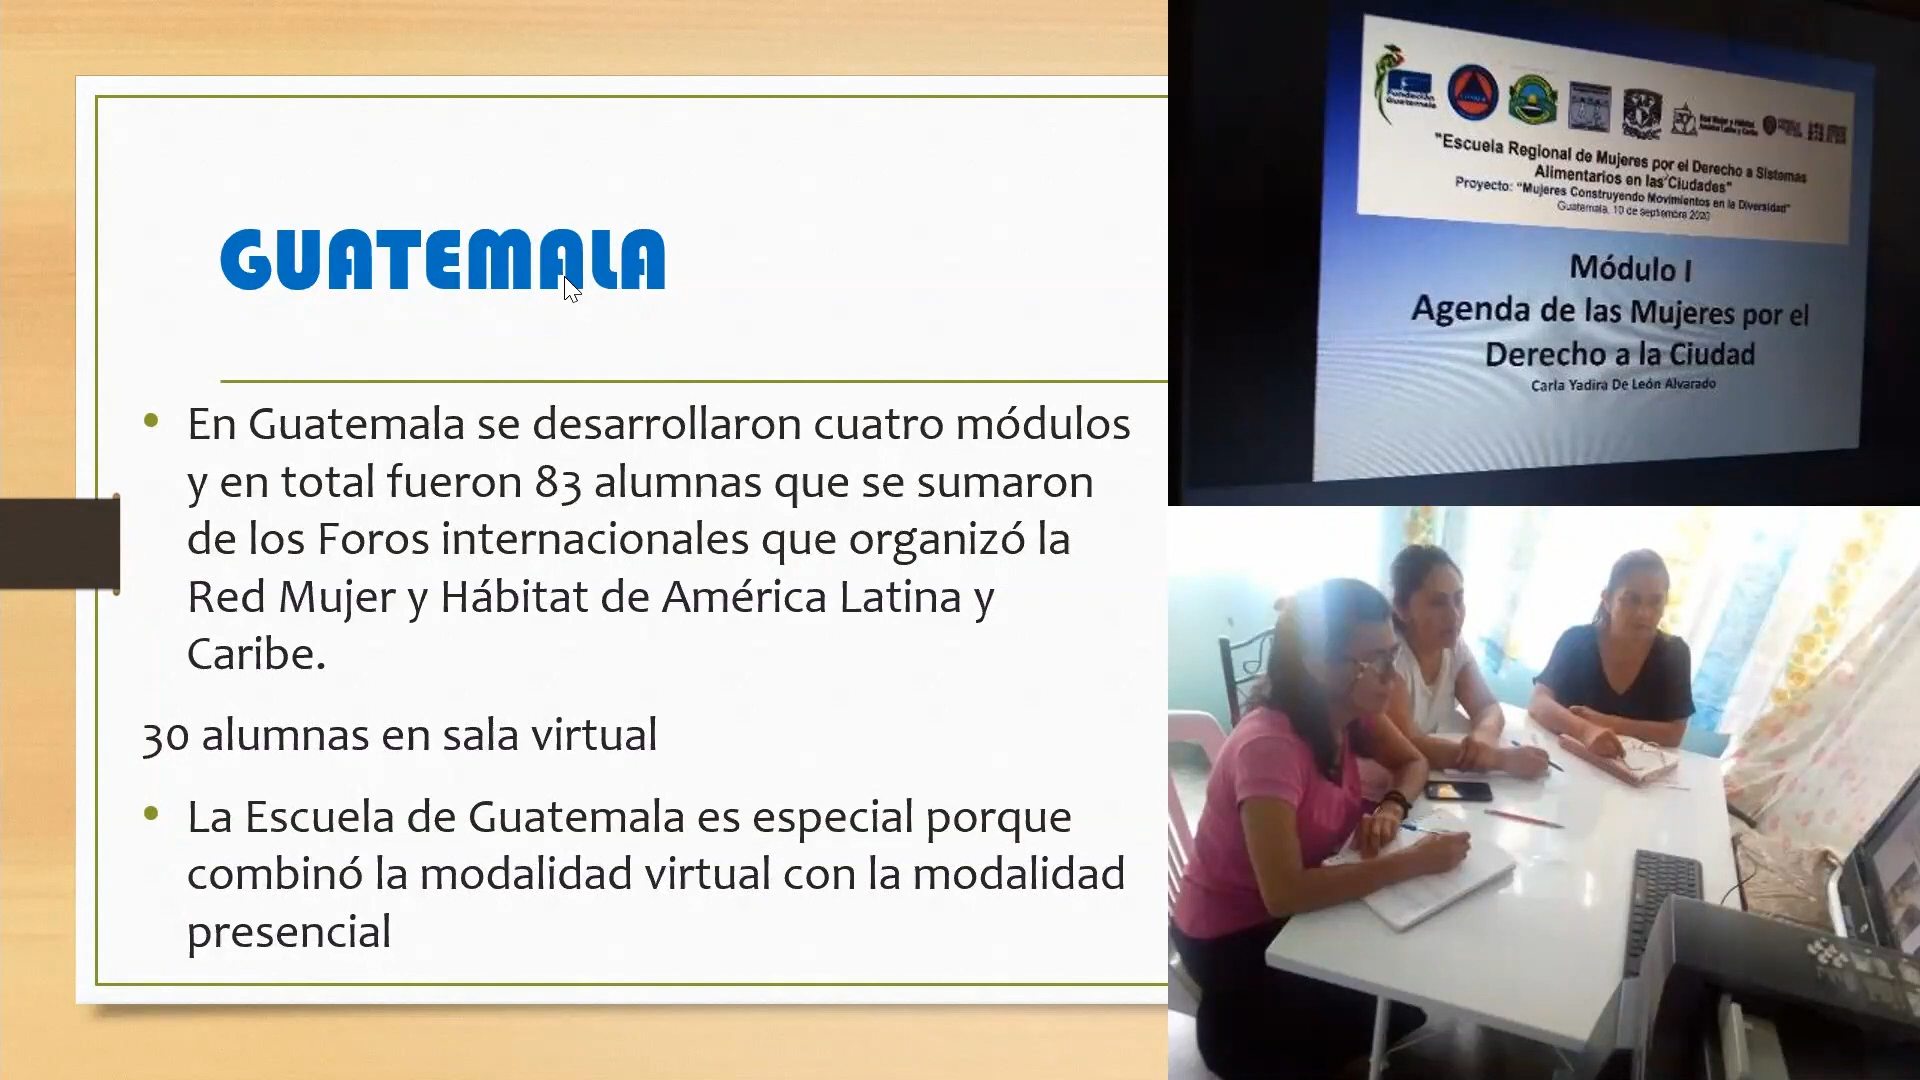 GUATEMALA
En Guatemala se desarrollaron cuatro módulos
y en total fueron 83 alumnas que se sumaron
de los Foros internacionales que organizó la
Red Mujer y Hábitat de América Latina y
Caribe.
30 alumnas en sala virtual
La Escuela de Guatemala es especial porque
combinó la modalidad virtual con la modalidad
presencial
"Escuela Regional de Mujeres por el Derecho a Sistemas
Alimentarios en las Ciudades"
Proyecto: "Mujeres Construyendo Movimientos en la Diversidad"
Guatemala, 10 de septiembre 2020
Módulo I
Agenda de las Mujeres por el
Derecho a la Ciudad
Carla Yadira De León Alvarado